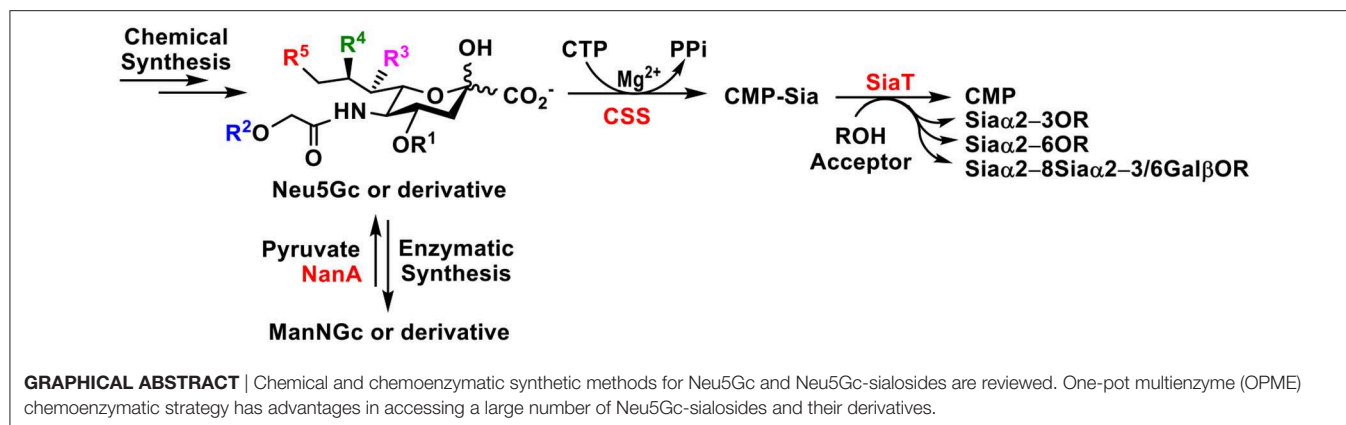 Chemical
Synthesis
R⁵
R⁴
R³
OH
O
CO₂⁻
HN
R²O
O
OR¹
Neu5Gc or derivative
Pyruvate
NanA
Enzymatic
Synthesis
ManNGc or derivative
CTP
PPi
Mg²⁺
CSS
CMP-Sia
SiaT
ROH
Acceptor
CMP
Siaα2–3OR
Siaα2–6OR
Siaα2–8Siaα2–3/6GalβOR
GRAPHICAL ABSTRACT | Chemical and chemoenzymatic synthetic methods for Neu5Gc and Neu5Gc-sialosides are reviewed. One-pot multienzyme (OPME)
chemoenzymatic strategy has advantages in accessing a large number of Neu5Gc-sialosides and their derivatives.